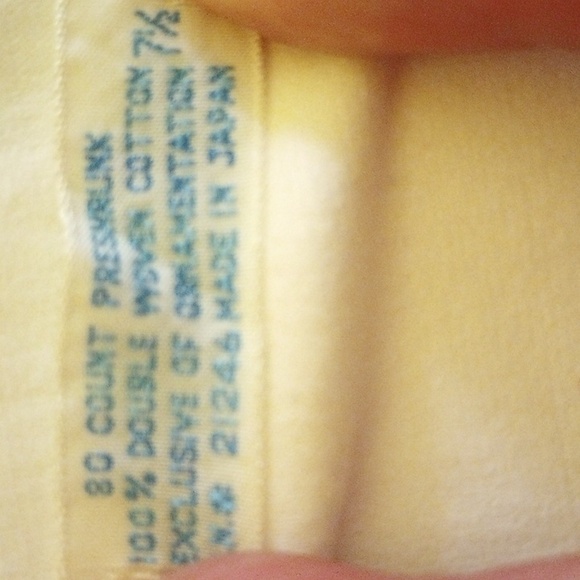 80 COUNT PRESHRUNK
100% DOUBLE WOVEN COTTON 7½
EXCLUSIVE OF ORNAMENTATION
R.N.# 21246 MADE IN JAPAN